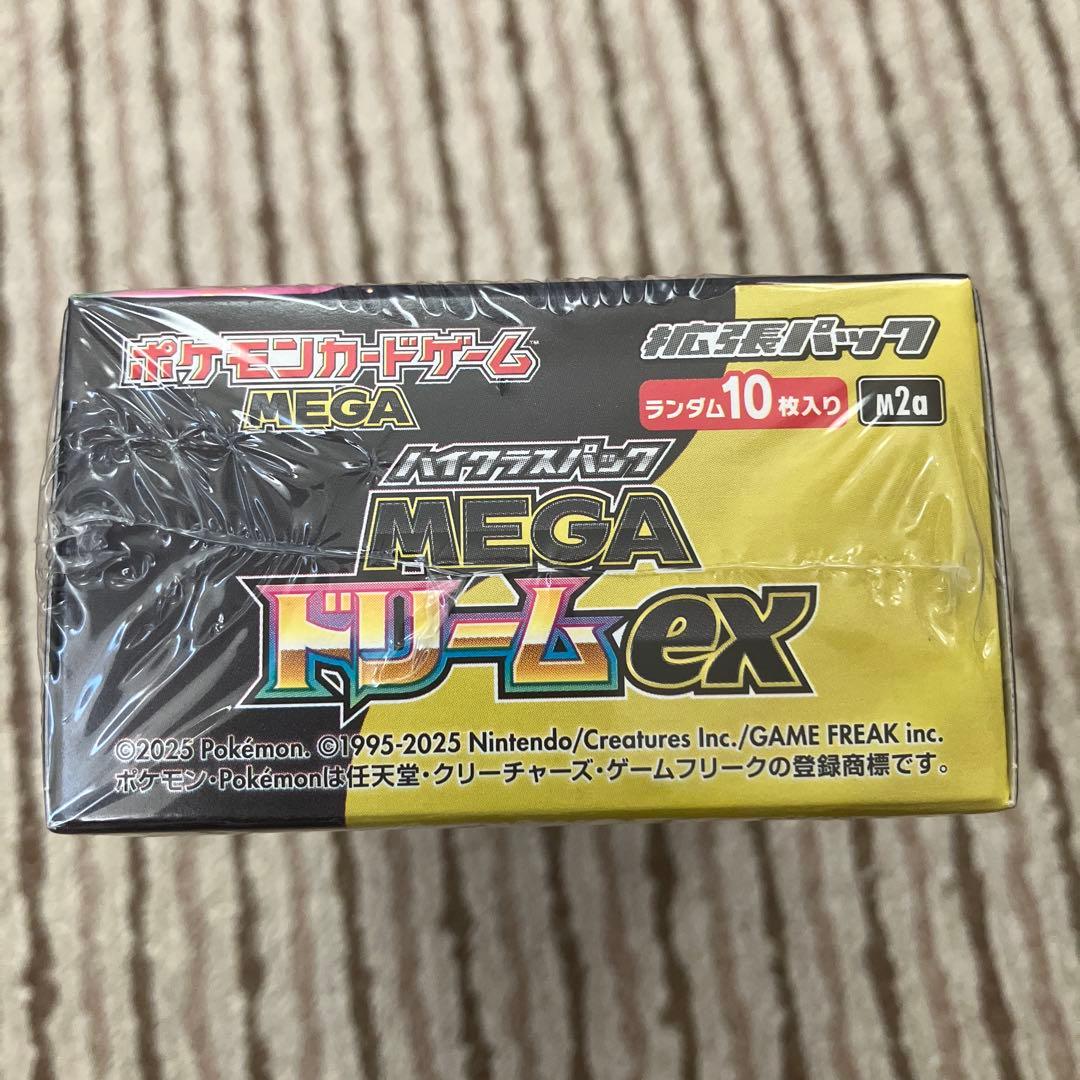 ポケモンカードゲーム™
MEGA
拡張パック
ランダム10枚入り M2a
ハイクラスパック
MEGA
ドリームex
©2025 Pokémon. ©1995-2025 Nintendo/Creatures Inc./GAME FREAK inc.
ポケモン・Pokémonは任天堂・クリーチャーズ・ゲームフリークの登録商標です。